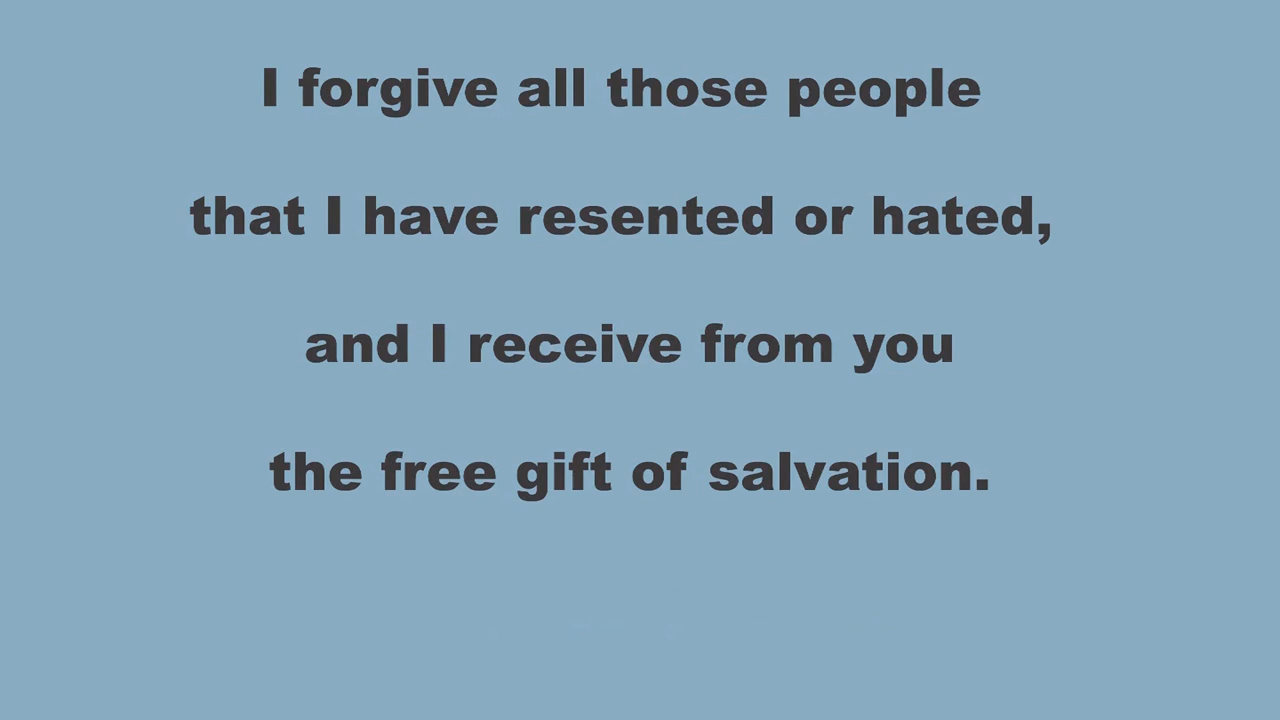 I forgive all those people
that I have resented or hated,
and I receive from you
the free gift of salvation.